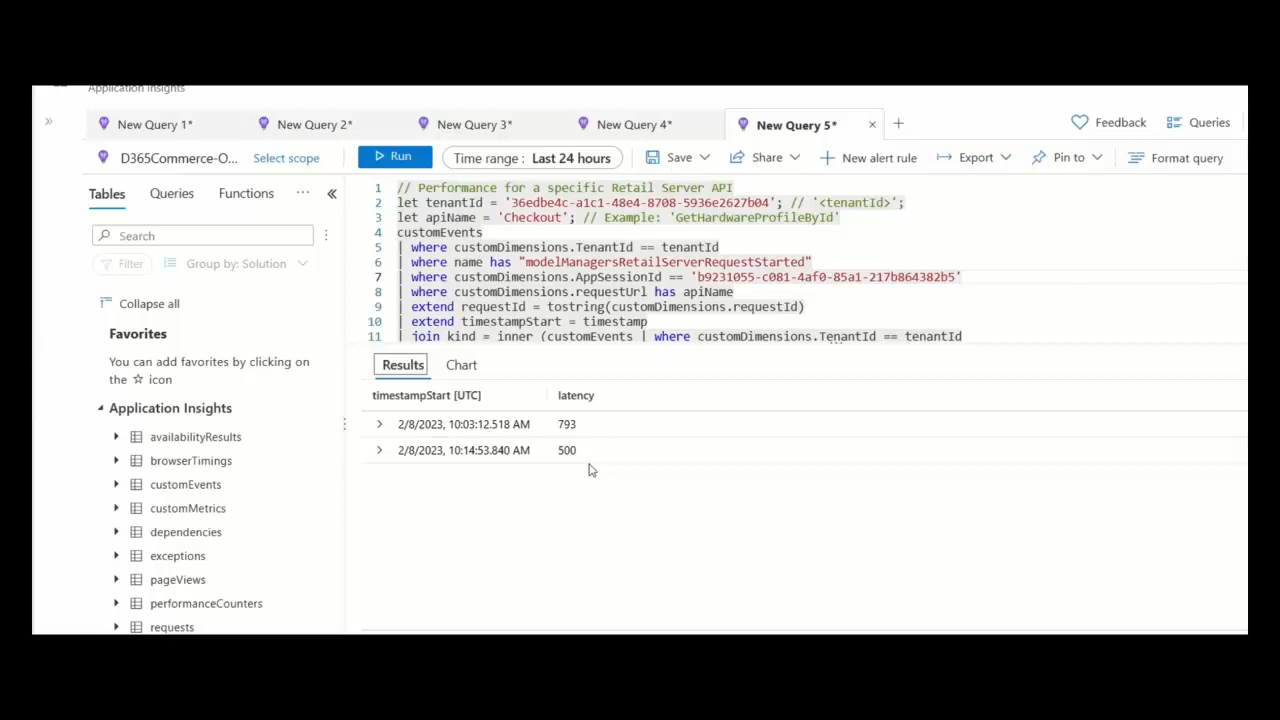 Application Insights
New Query 1*
New Query 2*
New Query 3*
New Query 4*
New Query 5*
Feedback
Queries
D365Commerce-O...
Select scope
Run
Time range : Last 24 hours
Save
Share
New alert rule
Export
Pin to
Format query
Tables
Queries
Functions
Search
Filter
Group by: Solution
Collapse all
Favorites
You can add favorites by clicking on
the ☆ icon
Application Insights
availabilityResults
browserTimings
customEvents
customMetrics
dependencies
exceptions
pageViews
performanceCounters
requests
1 // Performance for a specific Retail Server API
2 let tenantId = '36edbe4c-a1c1-48e4-8708-5936e2627b04'; // '<tenantId>';
3 let apiName = 'Checkout'; // Example: 'GetHardwareProfileById'
4 customEvents
5 | where customDimensions.TenantId == tenantId
6 | where name has "modelManagersRetailServerRequestStarted"
7 | where customDimensions.AppSessionId == 'b9231055-c081-4af0-85a1-217b864382b5'
8 | where customDimensions.requestUrl has apiName
9 | extend requestId = tostring(customDimensions.requestId)
10 | extend timestampStart = timestamp
11 | join kind = inner (customEvents | where customDimensions.TenantId == tenantId
Results
Chart
timestampStart [UTC] latency
2/8/2023, 10:03:12.518 AM 793
2/8/2023, 10:14:53.840 AM 500